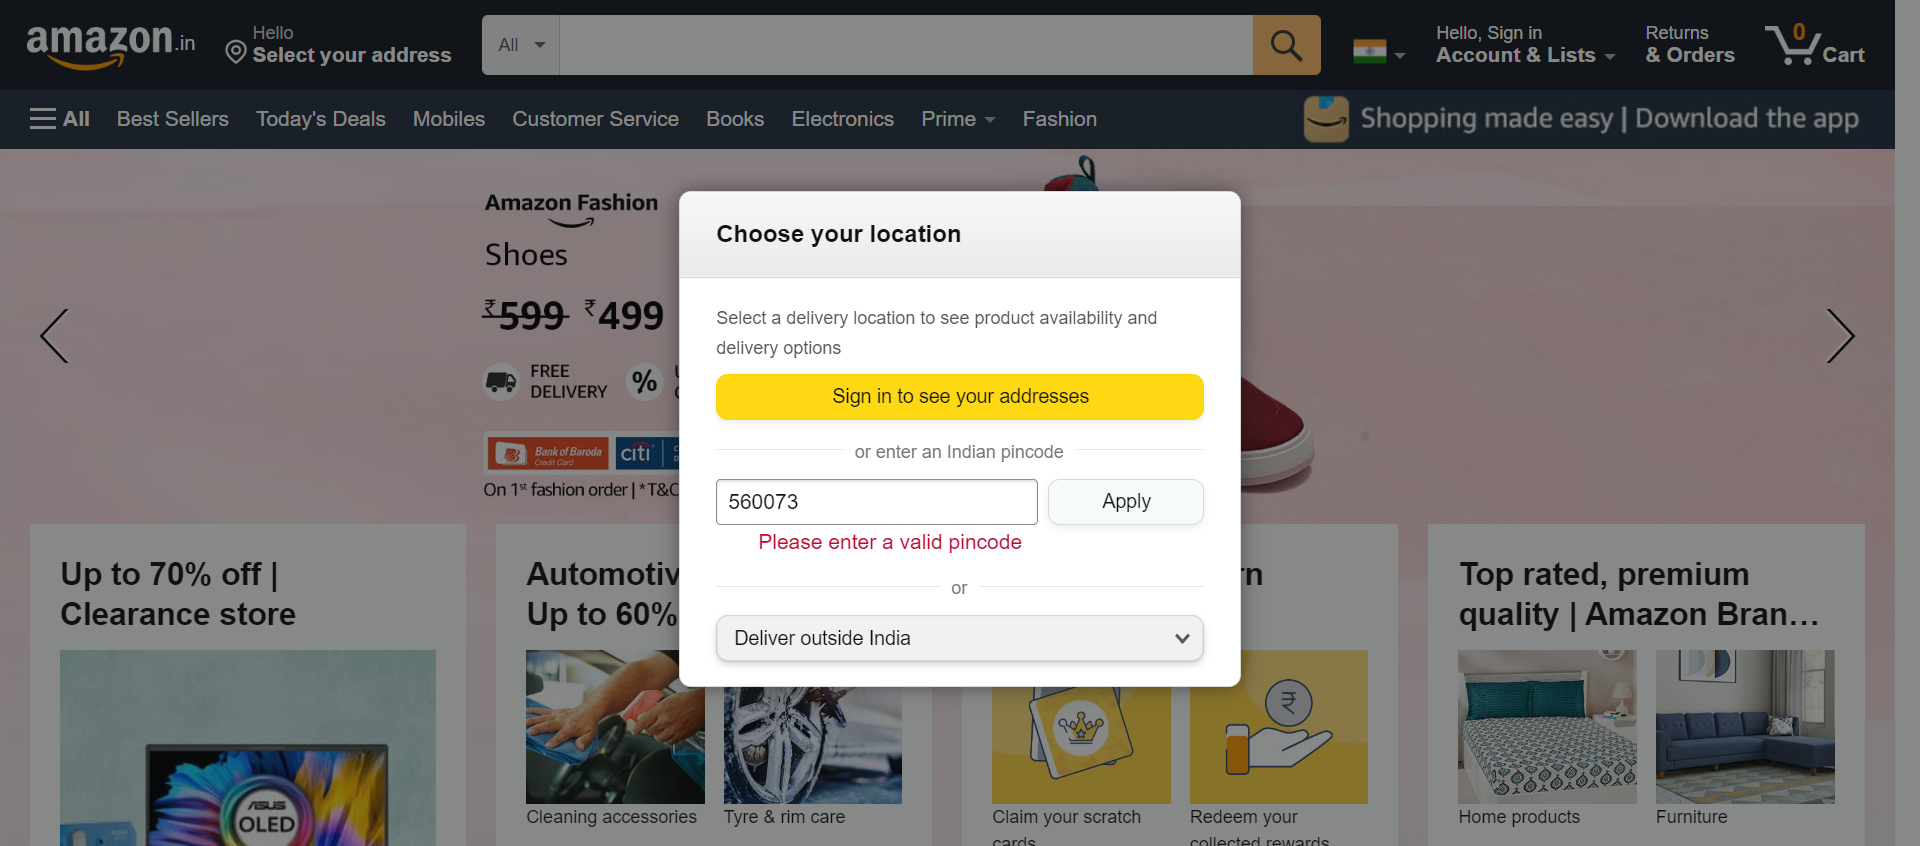 amazon.in
Hello
Select your address
All
Hello, Sign in
Account & Lists
Returns
& Orders
0
Cart
All
Best Sellers
Today's Deals
Mobiles
Customer Service
Books
Electronics
Prime
Fashion
Shopping made easy | Download the app
Amazon Fashion
Shoes
₹599 ₹499
FREE
DELIVERY
%
Bank of Baroda
Credit Card
citi
On 1st fashion order | *T&C
Choose your location
Select a delivery location to see product availability and
delivery options
Sign in to see your addresses
or enter an Indian pincode
560073
Apply
Please enter a valid pincode
or
Deliver outside India
Up to 70% off |
Clearance store
ASUS
OLED
Automotiv
Up to 60%
Cleaning accessories
Tyre & rim care
rn
Claim your scratch
cards
₹
Redeem your
collected rewards
Top rated, premium
quality | Amazon Bran…
Home products
Furniture